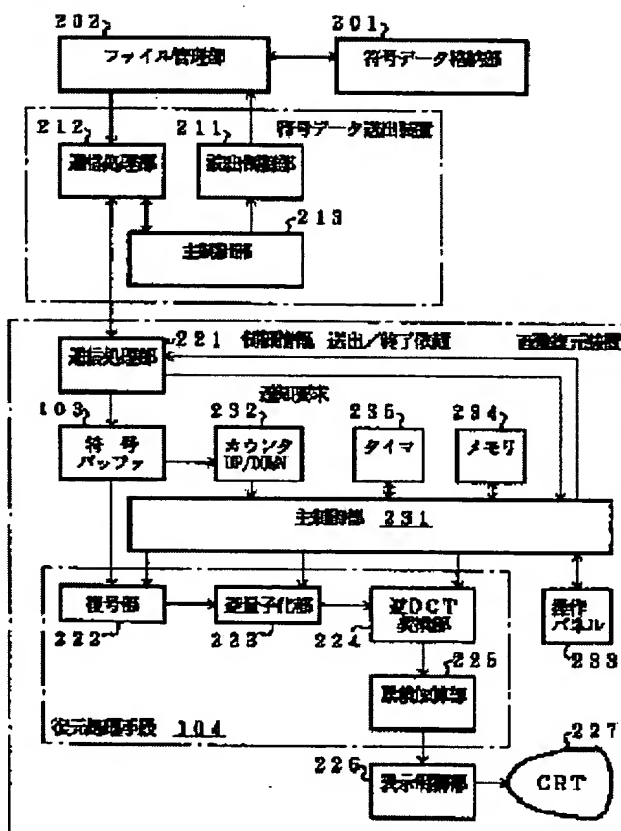 202
201
ファイル管理部
符号データ格納部
212
211
符号データ送出装置
通信処理部
213
主制御部
221
制御情報
送出/終了依頼
画像復元装置
通信処理部
通知要求
103
232
235
234
符号
バッファ
カウンタ
UP/DOWN
タイマ
メモリ
主制御部 231
復号部
逆量子化部
逆DCT
変換部
操作
パネル
222
223
224
225
233
復元処理手段 104
227
226
表示制御部
CRT